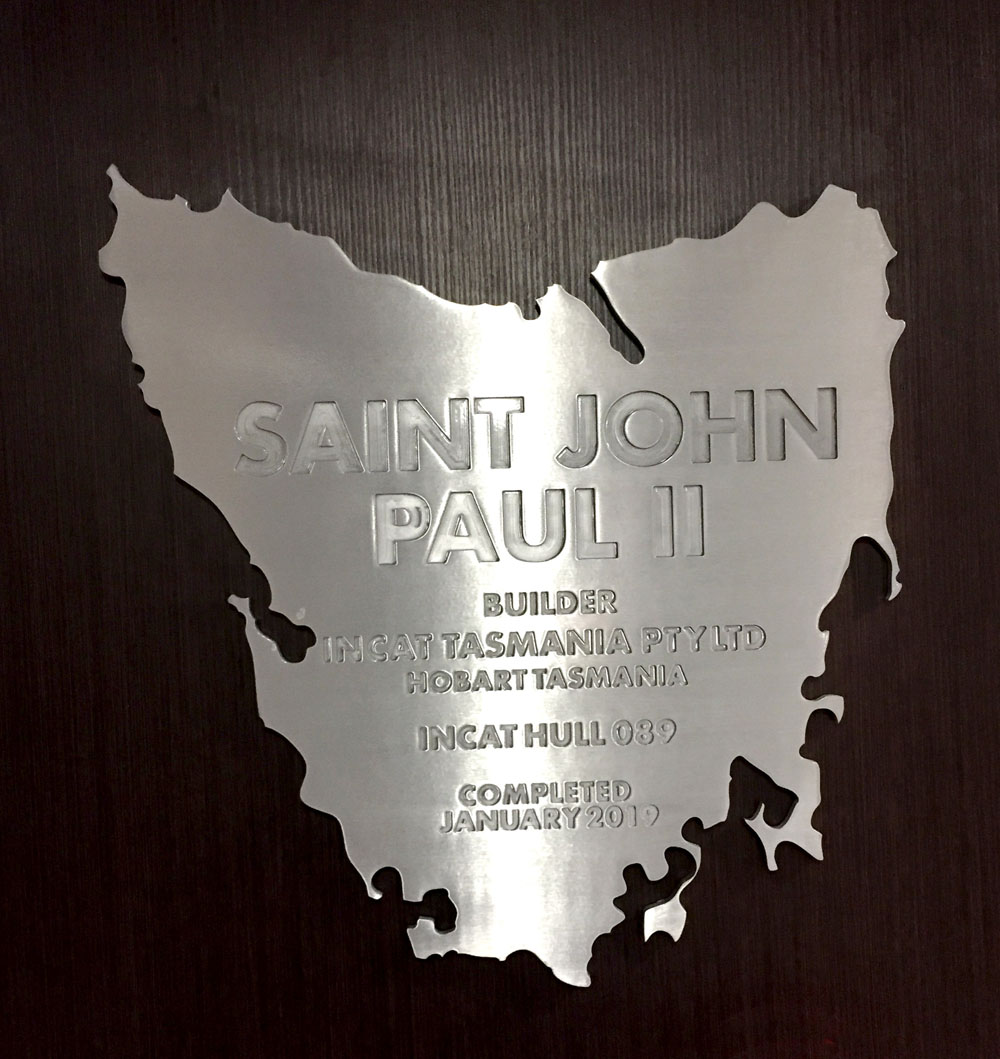 SAINT JOHN
PAUL II
BUILDER
INCAT TASMANIA PTY LTD
HOBART TASMANIA
INCAT HULL 089
COMPLETED
JANUARY 2019